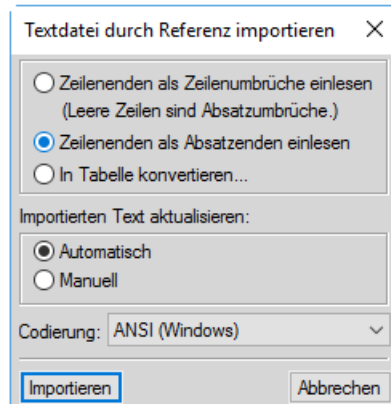 Textdatei durch Referenz importieren
Zeilenenden als Zeilenumbrüche einlesen
(Leere Zeilen sind Absatzumbrüche.)
Zeilenenden als Absatzenden einlesen
In Tabelle konvertieren...
Importierten Text aktualisieren:
Automatisch
Manuell
Codierung: ANSI (Windows)
Importieren Abbrechen